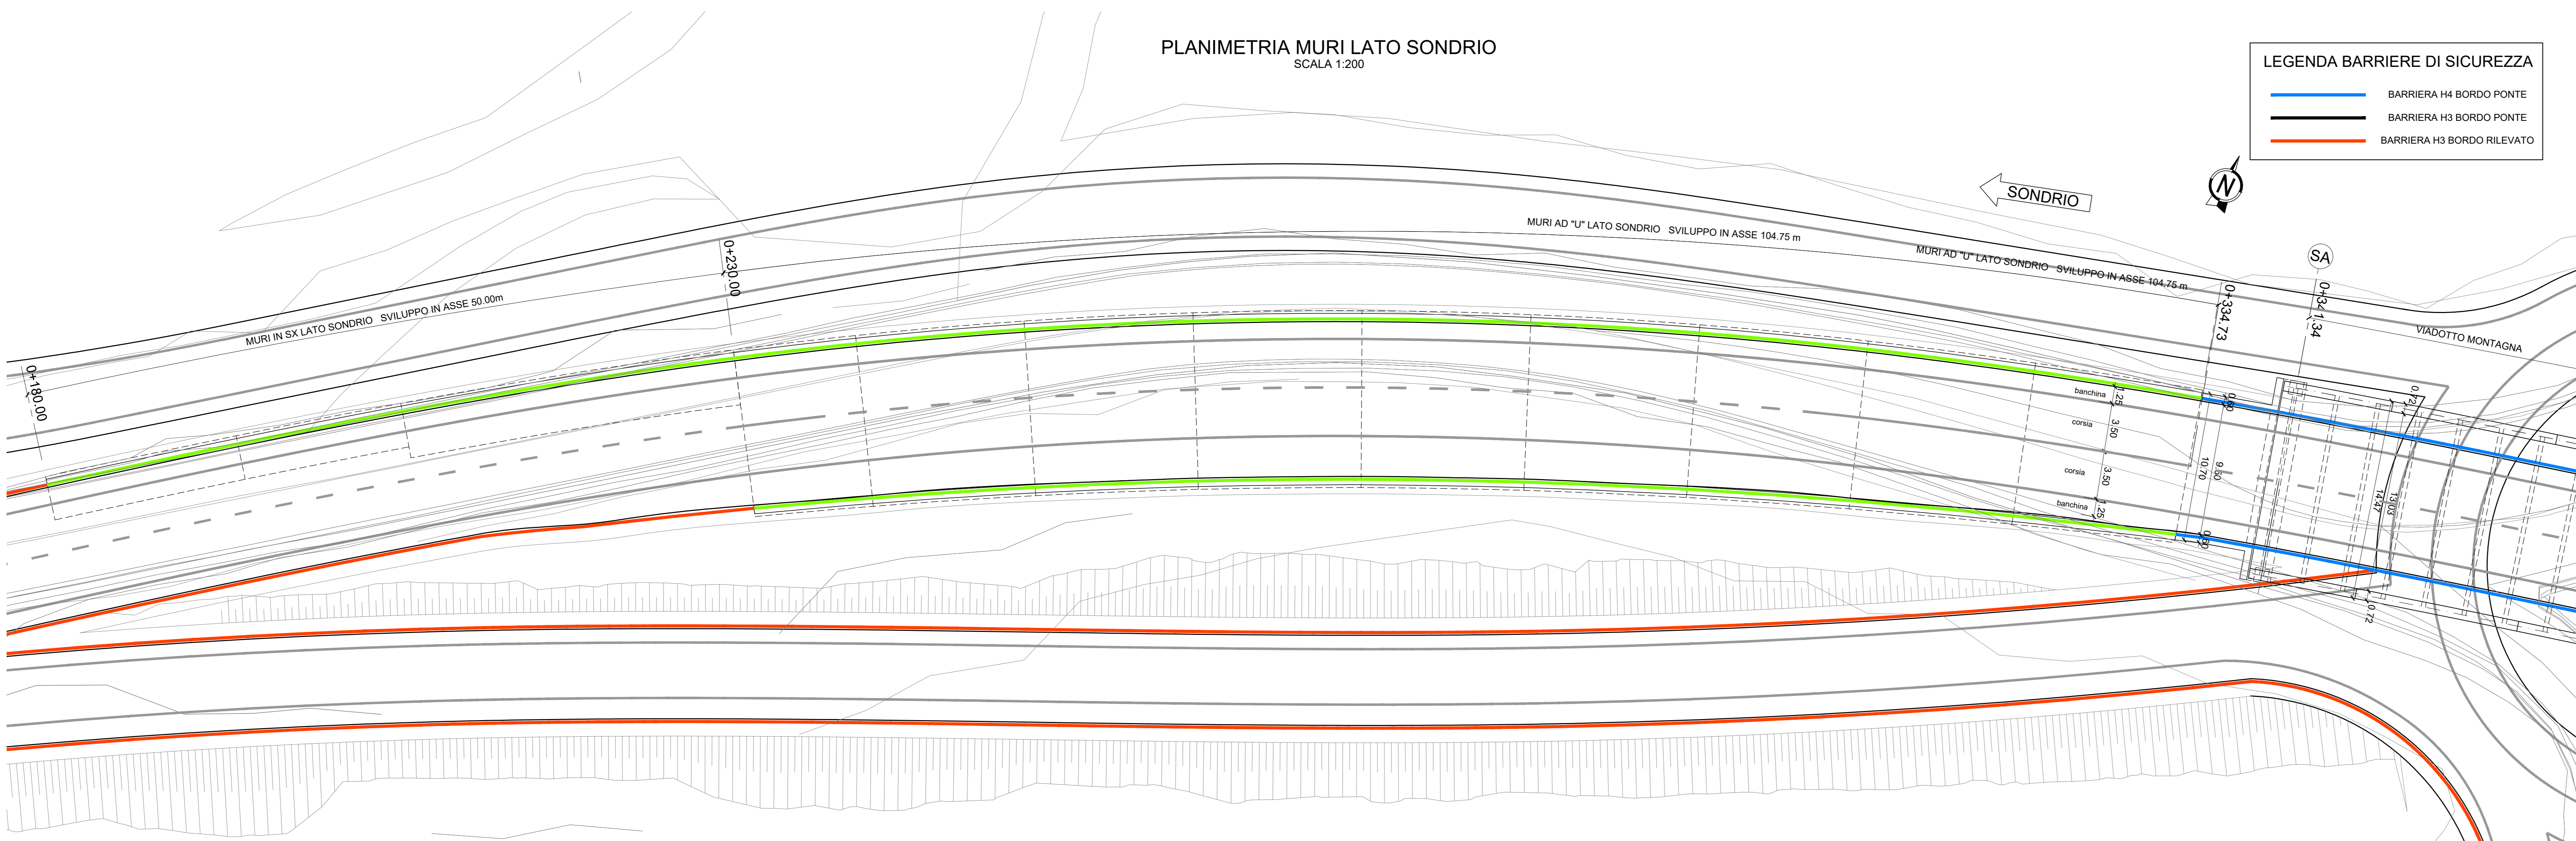 PLANIMETRIA MURI LATO SONDRIO
SCALA 1:200
LEGENDA BARRIERE DI SICUREZZA
BARRIERA H4 BORDO PONTE
BARRIERA H3 BORDO PONTE
BARRIERA H3 BORDO RILEVATO
N
SONDRIO
MURI AD "U" LATO SONDRIO SVILUPPO IN ASSE 104.75 m
MURI AD "U" LATO SONDRIO SVILUPPO IN ASSE 104.75 m
MURI IN SX LATO SONDRIO SVILUPPO IN ASSE 50.00m
VIADOTTO MONTAGNA
SA
0+180.00
0+230.00
0+334.73
0+341.34
banchina
1.25
corsia
3.50
corsia
3.50
banchina
1.25
0.60
10.70
9.50
0.60
0.72
14.47
13.03
0.72